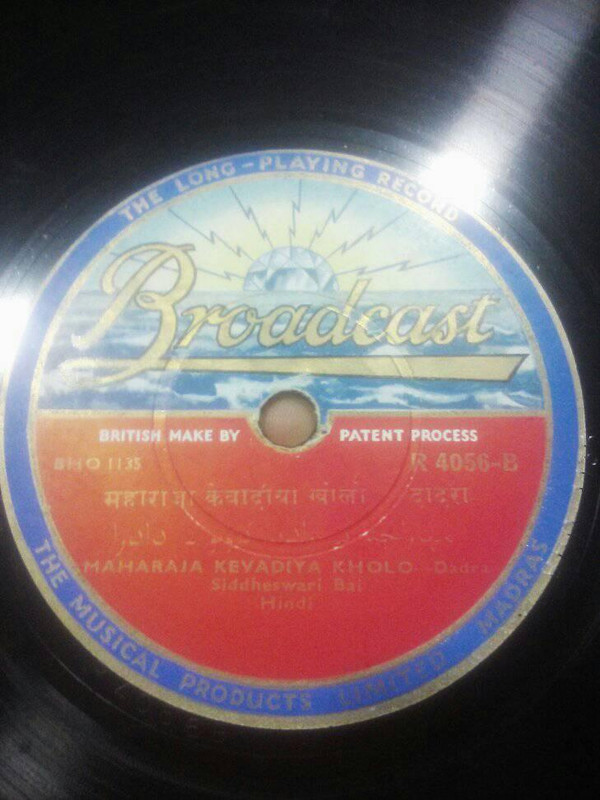 THE LONG-PLAYING RECORD
Broadcast
BRITISH MAKE BY PATENT PROCESS
BHO 1135 R 4056-B
महाराजा केवादीया खोलो दादरा
دادرا
MAHARAJA KEVADIYA KHOLO-Dadra
Siddheswari Bai
Hindi
THE MUSICAL PRODUCTS LIMITED MADRAS